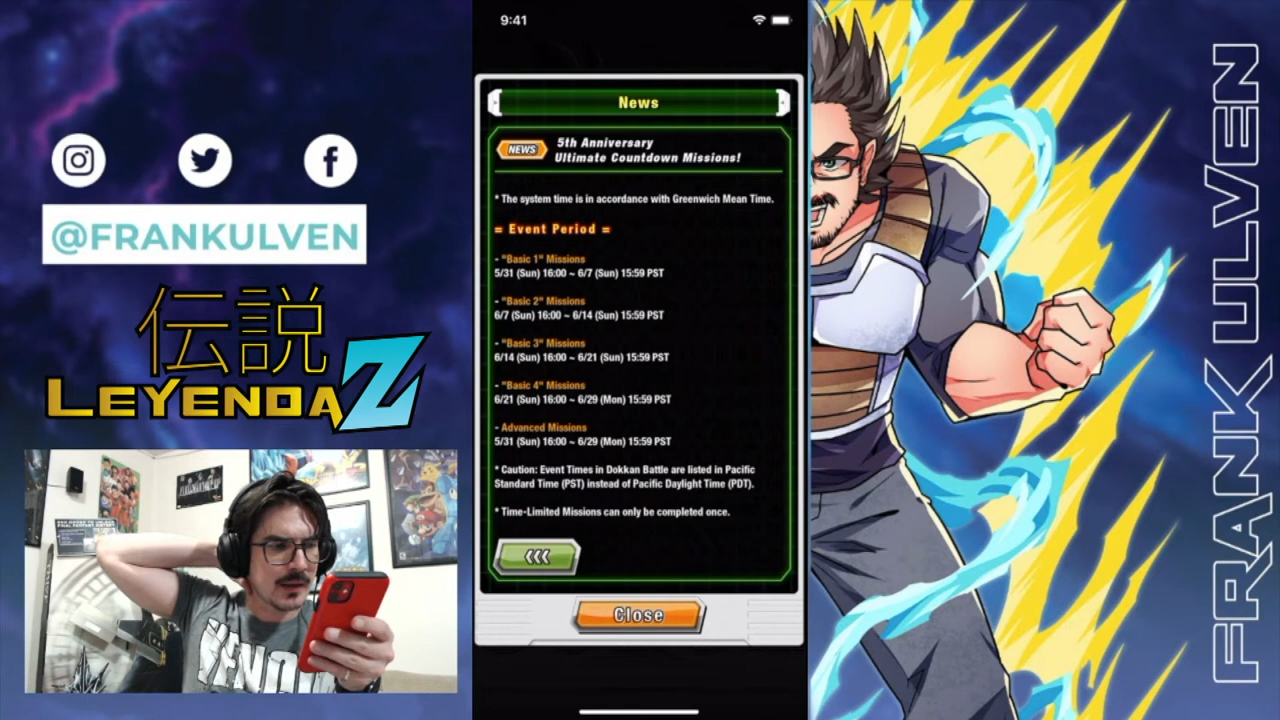 @FRANKULVEN
伝説
LEYENDA Z
9:41
News
NEWS
5th Anniversary
Ultimate Countdown Missions!
* The system time is in accordance with Greenwich Mean Time.
= Event Period =
- "Basic 1" Missions
5/31 (Sun) 16:00 ~ 6/7 (Sun) 15:59 PST
- "Basic 2" Missions
6/7 (Sun) 16:00 ~ 6/14 (Sun) 15:59 PST
- "Basic 3" Missions
6/14 (Sun) 16:00 ~ 6/21 (Sun) 15:59 PST
- "Basic 4" Missions
6/21 (Sun) 16:00 ~ 6/29 (Mon) 15:59 PST
- Advanced Missions
5/31 (Sun) 16:00 ~ 6/29 (Mon) 15:59 PST
* Caution: Event Times in Dokkan Battle are listed in Pacific
Standard Time (PST) instead of Pacific Daylight Time (PDT).
* Time-Limited Missions can only be completed once.
Close
FRANK ULVEN